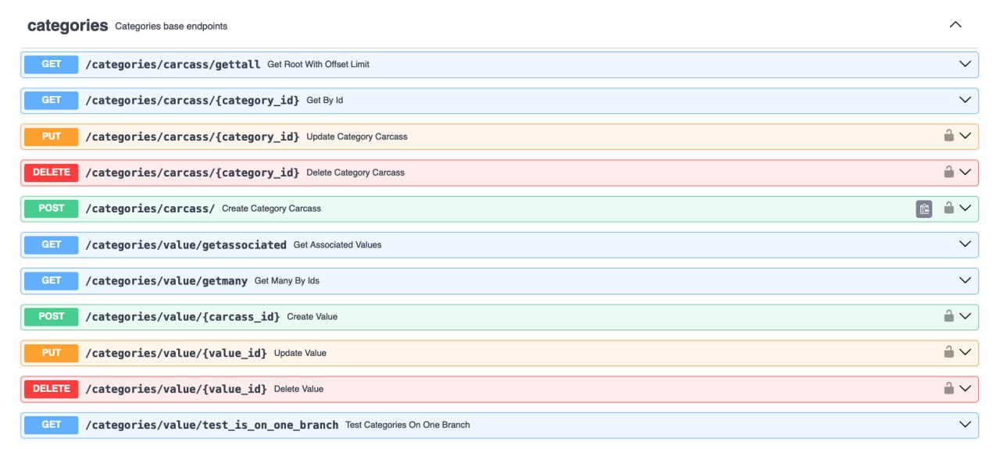 categories Categories base endpoints
GET /categories/carcass/gettall Get Root With Offset Limit
GET /categories/carcass/{category_id} Get By Id
PUT /categories/carcass/{category_id} Update Category Carcass
DELETE /categories/carcass/{category_id} Delete Category Carcass
POST /categories/carcass/ Create Category Carcass
GET /categories/value/getassociated Get Associated Values
GET /categories/value/getmany Get Many By Ids
POST /categories/value/{carcass_id} Create Value
PUT /categories/value/{value_id} Update Value
DELETE /categories/value/{value_id} Delete Value
GET /categories/value/test_is_on_one_branch Test Categories On One Branch